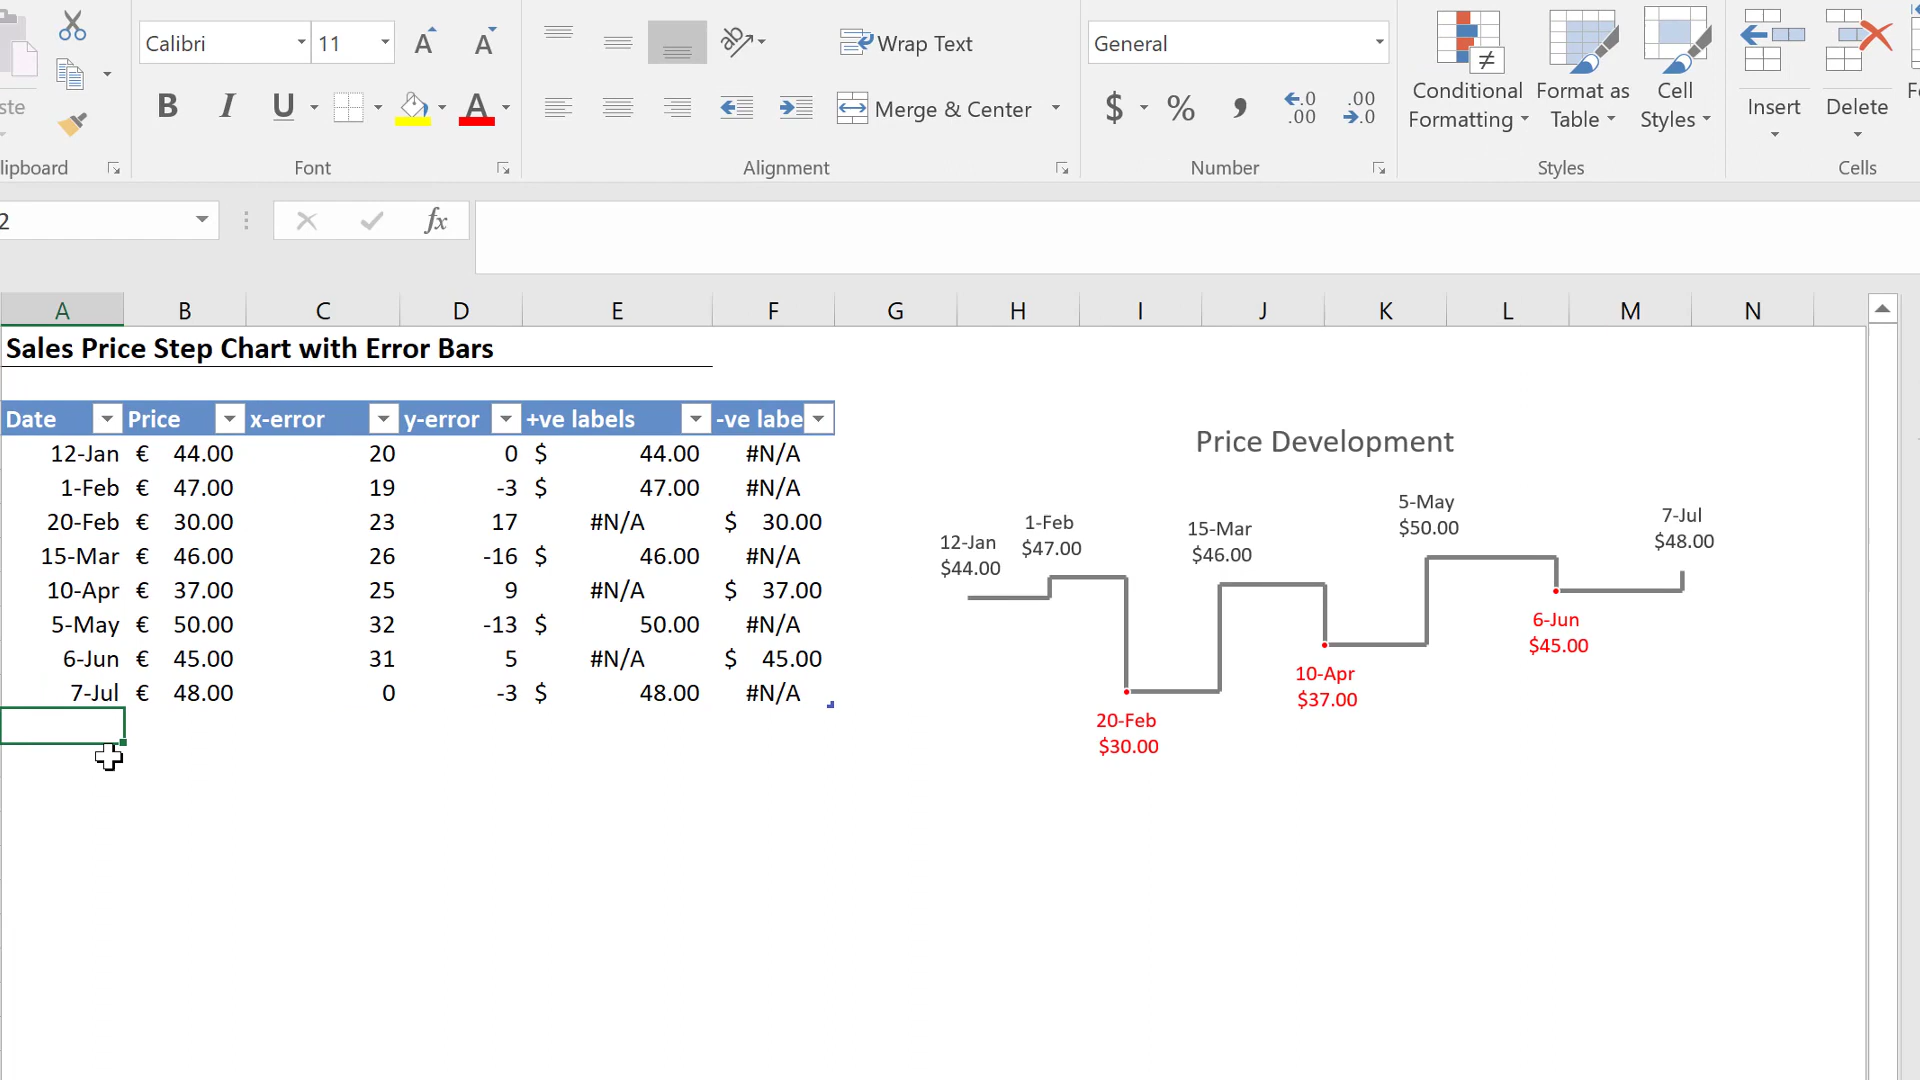 Calibri 11 A A Wrap Text General
Conditional Formatting Format as Table Cell Styles Insert Delete
B I U A Merge & Center $ % , .0 .00 .00 .0
Font Alignment Number Styles Cells
2 fx
A B C D E F G H I J K L M N
Sales Price Step Chart with Error Bars
Date Price x-error y-error +ve labels -ve labe
12-Jan € 44.00 20 0 $ 44.00 #N/A
1-Feb € 47.00 19 -3 $ 47.00 #N/A
20-Feb € 30.00 23 17 #N/A $ 30.00
15-Mar € 46.00 26 -16 $ 46.00 #N/A
10-Apr € 37.00 25 9 #N/A $ 37.00
5-May € 50.00 32 -13 $ 50.00 #N/A
6-Jun € 45.00 31 5 #N/A $ 45.00
7-Jul € 48.00 0 -3 $ 48.00 #N/A
Price Development
12-Jan
$44.00
1-Feb
$47.00
20-Feb
$30.00
15-Mar
$46.00
10-Apr
$37.00
5-May
$50.00
6-Jun
$45.00
7-Jul
$48.00